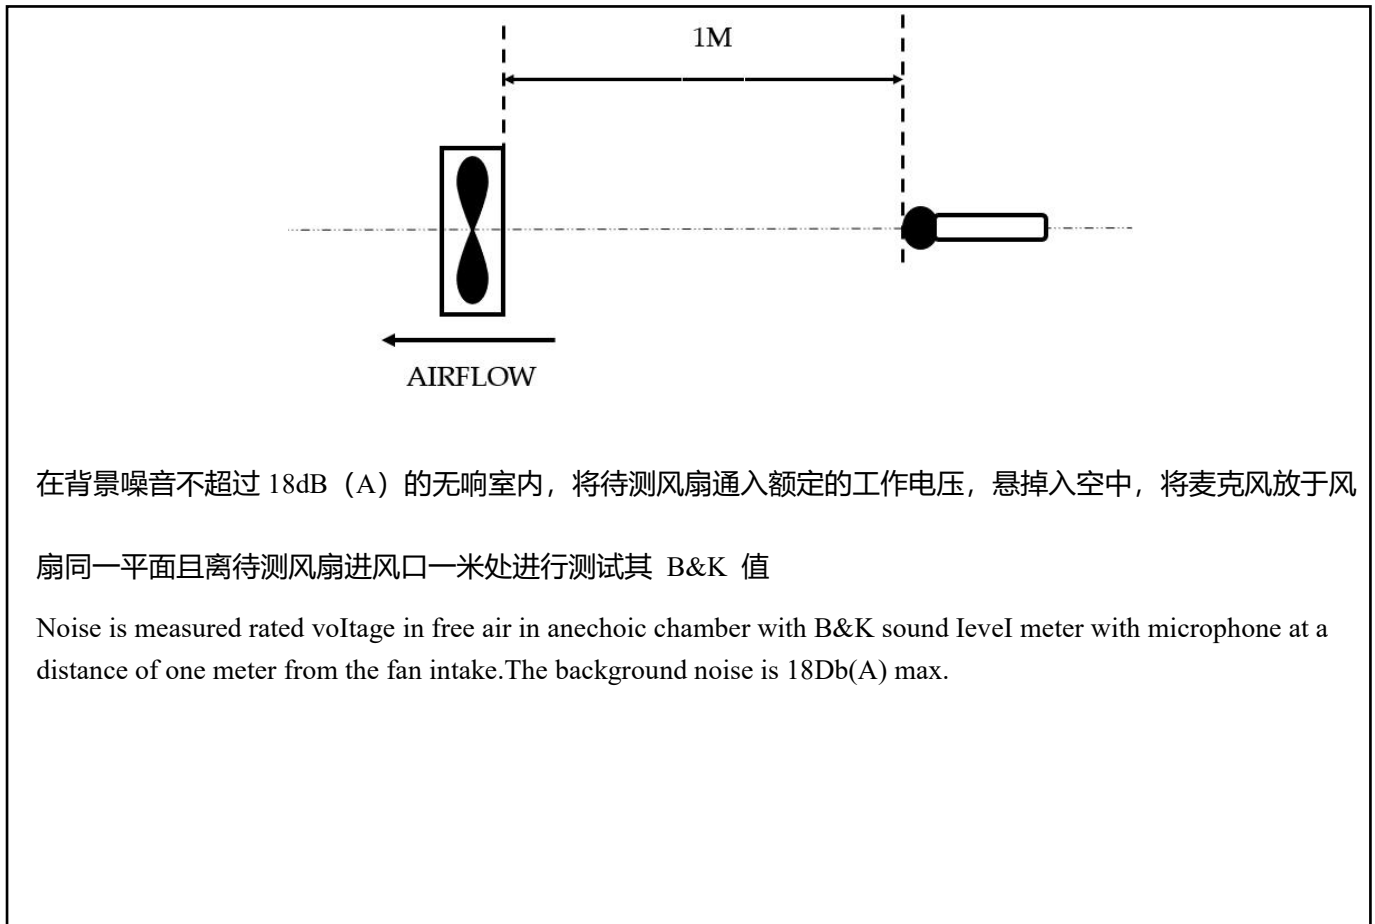 1M
AIRFLOW
在背景噪音不超过 18dB（A）的无响室内，将待测风扇通入额定的工作电压，悬掉入空中，将麦克风放于风
扇同一平面且离待测风扇进风口一米处进行测试其 B&K 值
Noise is measured rated voItage in free air in anechoic chamber with B&K sound IeveI meter with microphone at a
distance of one meter from the fan intake.The background noise is 18Db(A) max.